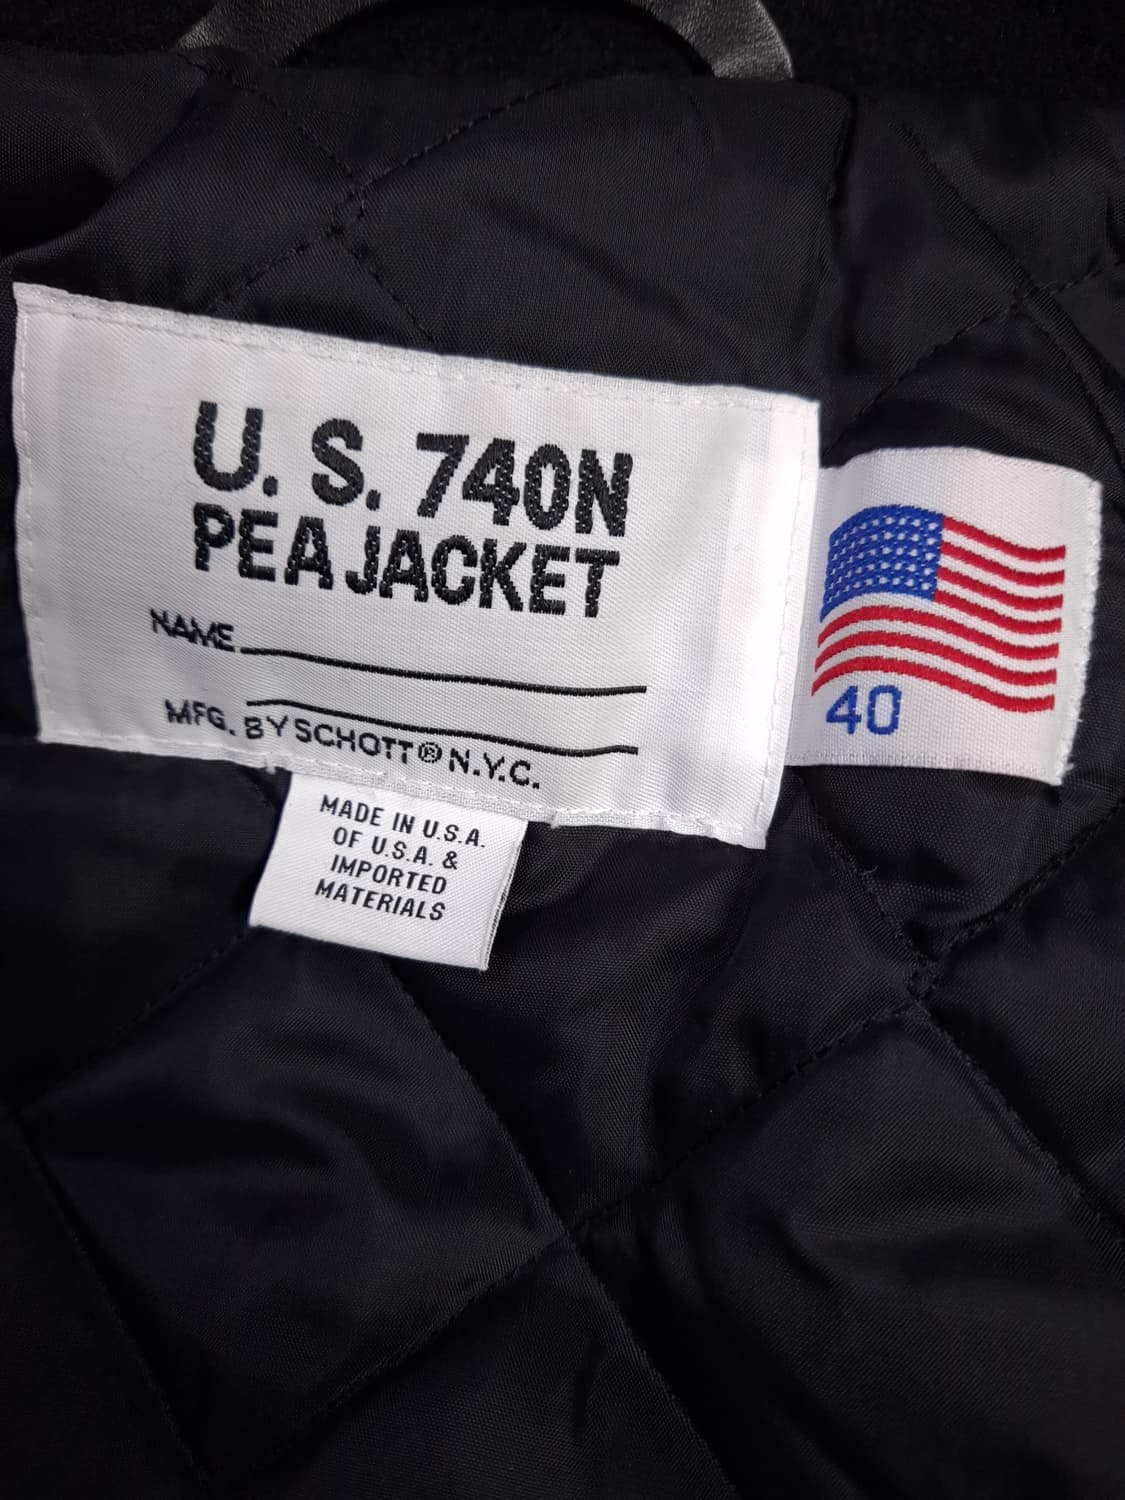 U. S. 740N
PEA JACKET
NAME
MFG. BY SCHOTT® N.Y.C.
40
MADE IN U.S.A.
OF U.S.A. &
IMPORTED
MATERIALS